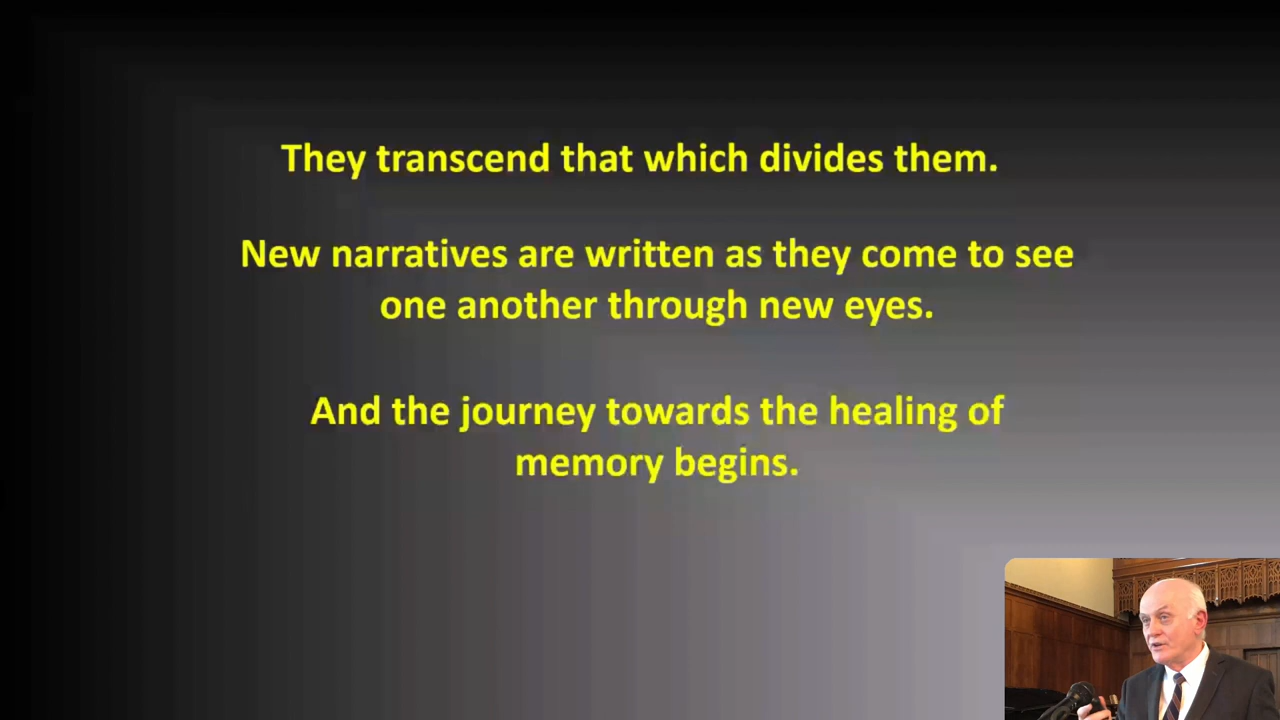 They transcend that which divides them.
New narratives are written as they come to see
one another through new eyes.
And the journey towards the healing of
memory begins.